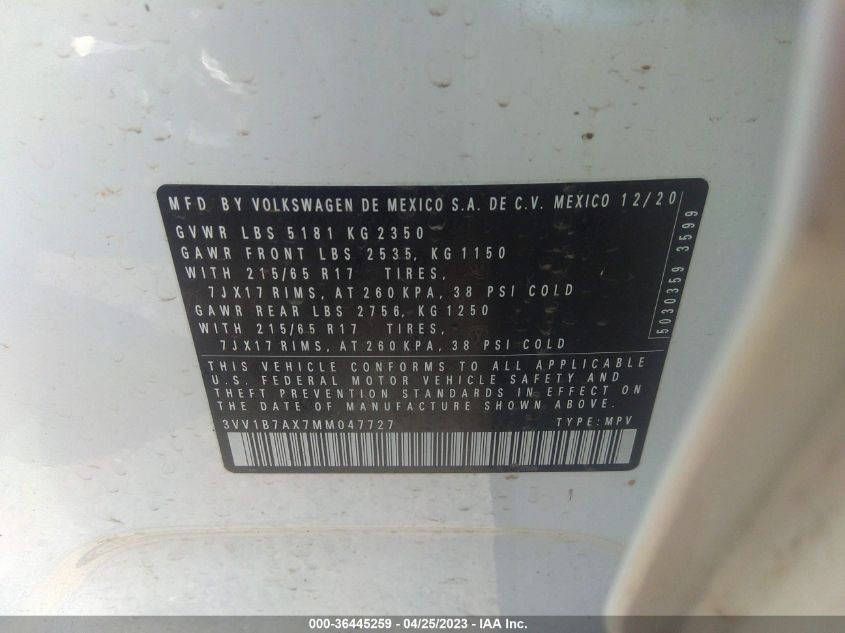 MFD BY VOLKSWAGEN DE MEXICO S.A. DE C.V. MEXICO 12/20
GVWR LBS 5181 KG 2350
GAWR FRONT LBS 2535, KG 1150
WITH 215/65 R17 TIRES,
7JX17 RIMS, AT 260 KPA, 38 PSI COLD
GAWR REAR LBS 2756, KG 1250
WITH 215/65 R17 TIRES,
7JX17 RIMS, AT 260 KPA, 38 PSI COLD
5030359 3599
THIS VEHICLE CONFORMS TO ALL APPLICABLE
U.S. FEDERAL MOTOR VEHICLE SAFETY AND
THEFT PREVENTION STANDARDS IN EFFECT ON
THE DATE OF MANUFACTURE SHOWN ABOVE.
3VV1B7AX7MM047727 TYPE:MPV
000-36445259 - 04/25/2023 - IAA Inc.